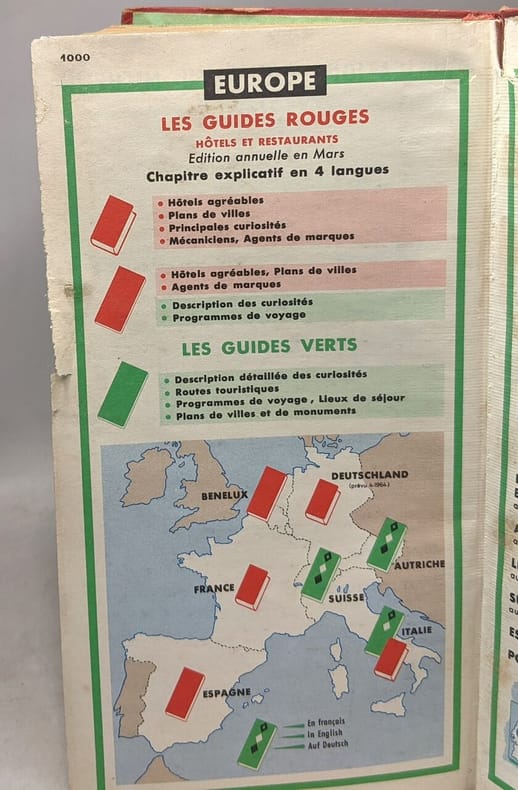 1000
EUROPE
LES GUIDES ROUGES
HÔTELS ET RESTAURANTS
Edition annuelle en Mars
Chapitre explicatif en 4 langues
• Hôtels agréables
• Plans de villes
• Principales curiosités
• Mécaniciens, Agents de marques
• Hôtels agréables, Plans de villes
• Agents de marques
• Description des curiosités
• Programmes de voyage
LES GUIDES VERTS
• Description détaillée des curiosités
• Routes touristiques
• Programmes de voyage, Lieux de séjour
• Plans de villes et de monuments
DEUTSCHLAND
BENELUX
AUTRICHE
FRANCE
SUISSE
ITALIE
ESPAGNE
En français
In English
Auf Deutsch